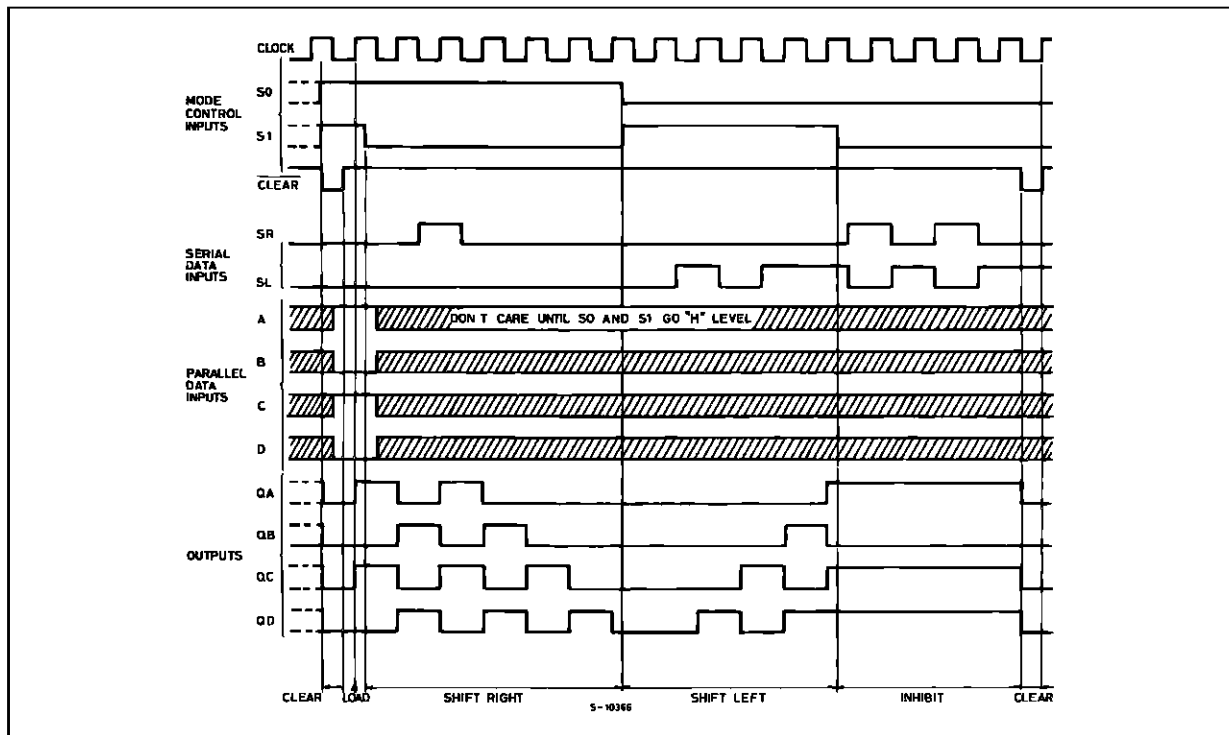 CLOCK
MODE
CONTROL
INPUTS
S0
S1
CLEAR
SERIAL
DATA
INPUTS
SR
SL
PARALLEL
DATA
INPUTS
A
DON T CARE UNTIL S0 AND S1 GO "H" LEVEL
B
C
D
OUTPUTS
QA
QB
QC
QD
CLEAR LOAD SHIFT RIGHT SHIFT LEFT INHIBIT CLEAR
S-10366